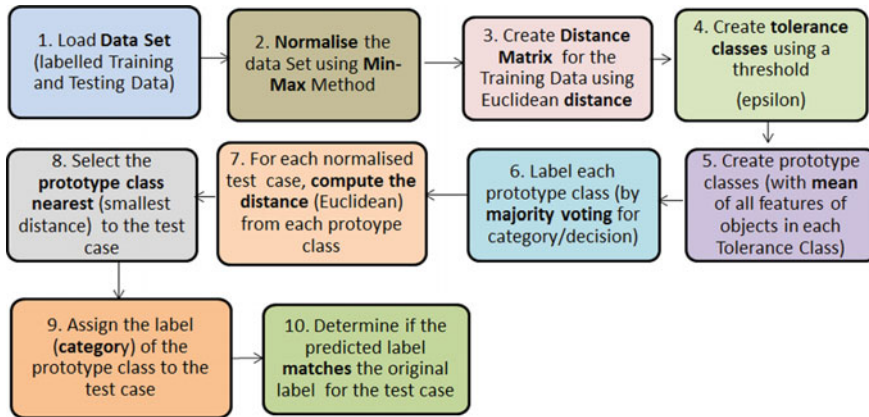 1. Load Data Set
(labelled Training
and Testing Data)
2. Normalise the
data Set using Min-
Max Method
3. Create Distance
Matrix for the
Training Data using
Euclidean distance
4. Create tolerance
classes using a
threshold
(epsilon)
5. Create prototype
classes (with mean
of all features of
objects in each
Tolerance Class)
6. Label each
prototype class (by
majority voting for
category/decision)
7. For each normalised
test case, compute the
distance (Euclidean)
from each protoype
class
8. Select the
prototype class
nearest (smallest
distance) to the test
case
9. Assign the label
(category) of the
prototype class to the
test case
10. Determine if the
predicted label
matches the original
label for the test case